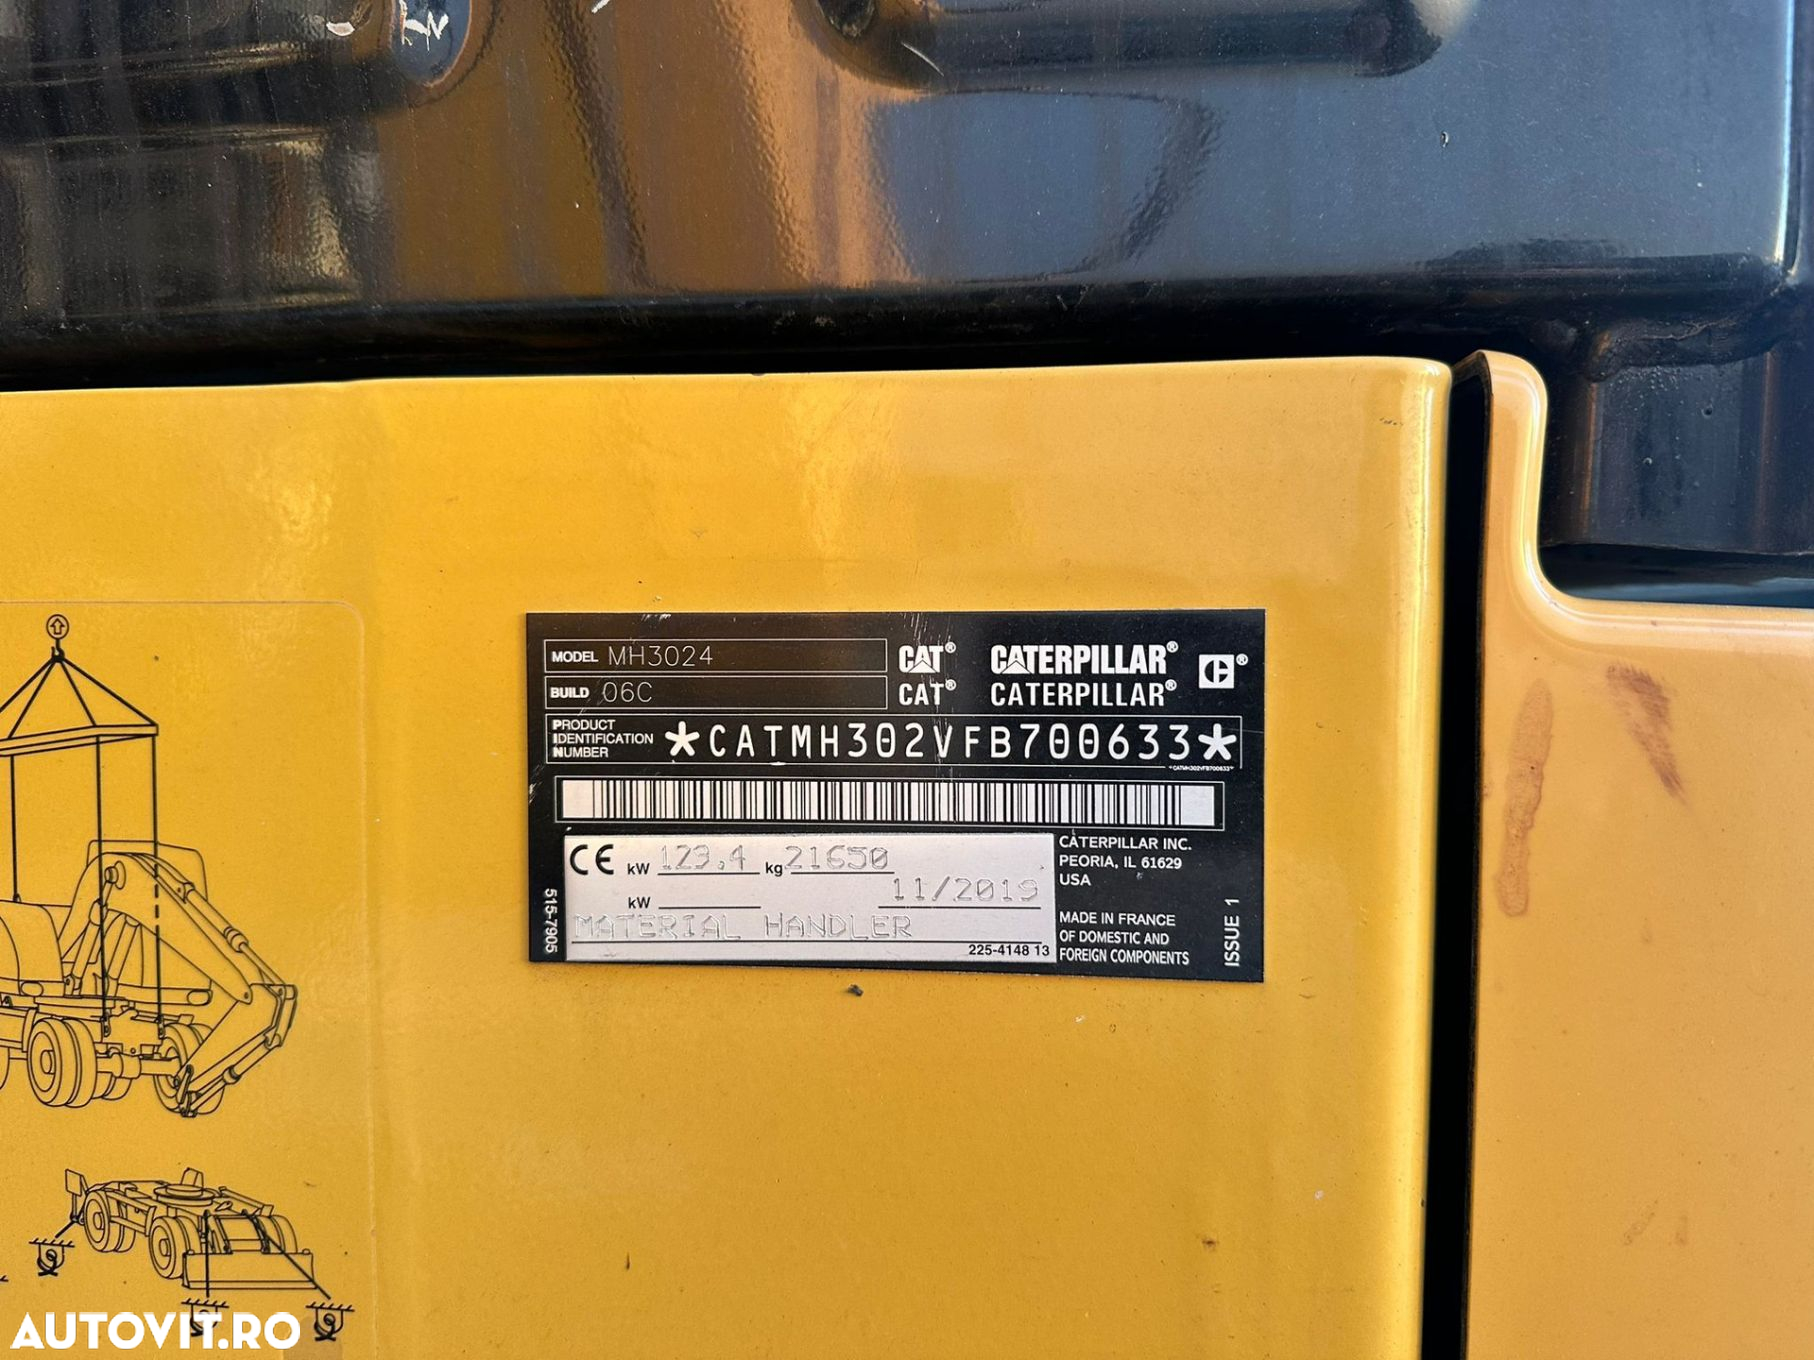 MODEL MH3024
BUILD 06C
CAT® CATERPILLAR®
CAT® CATERPILLAR®
PRODUCT IDENTIFICATION NUMBER *CATMH302VFB700633*
*CATMH302VFB700633*
CE kW 123.4 kg 21650
kW 11/2019
MATERIAL HANDLER
225-4148 13
515-7905
CATERPILLAR INC.
PEORIA, IL 61629
USA
MADE IN FRANCE
OF DOMESTIC AND
FOREIGN COMPONENTS
ISSUE 1
AUTOVIT.RO